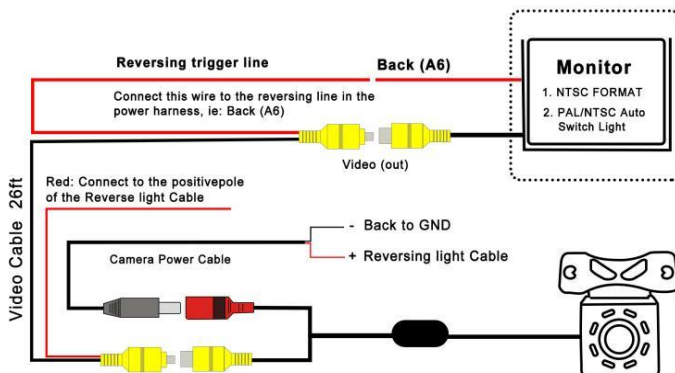 Reversing trigger line
Back (A6)
Connect this wire to the reversing line in the
power harness, ie: Back (A6)
Monitor
1. NTSC FORMAT
2. PAL/NTSC Auto
Switch Light
Video (out)
Video Cable 26ft
Red: Connect to the positivepole
of the Reverse light Cable
- Back to GND
+ Reversing light Cable
Camera Power Cable